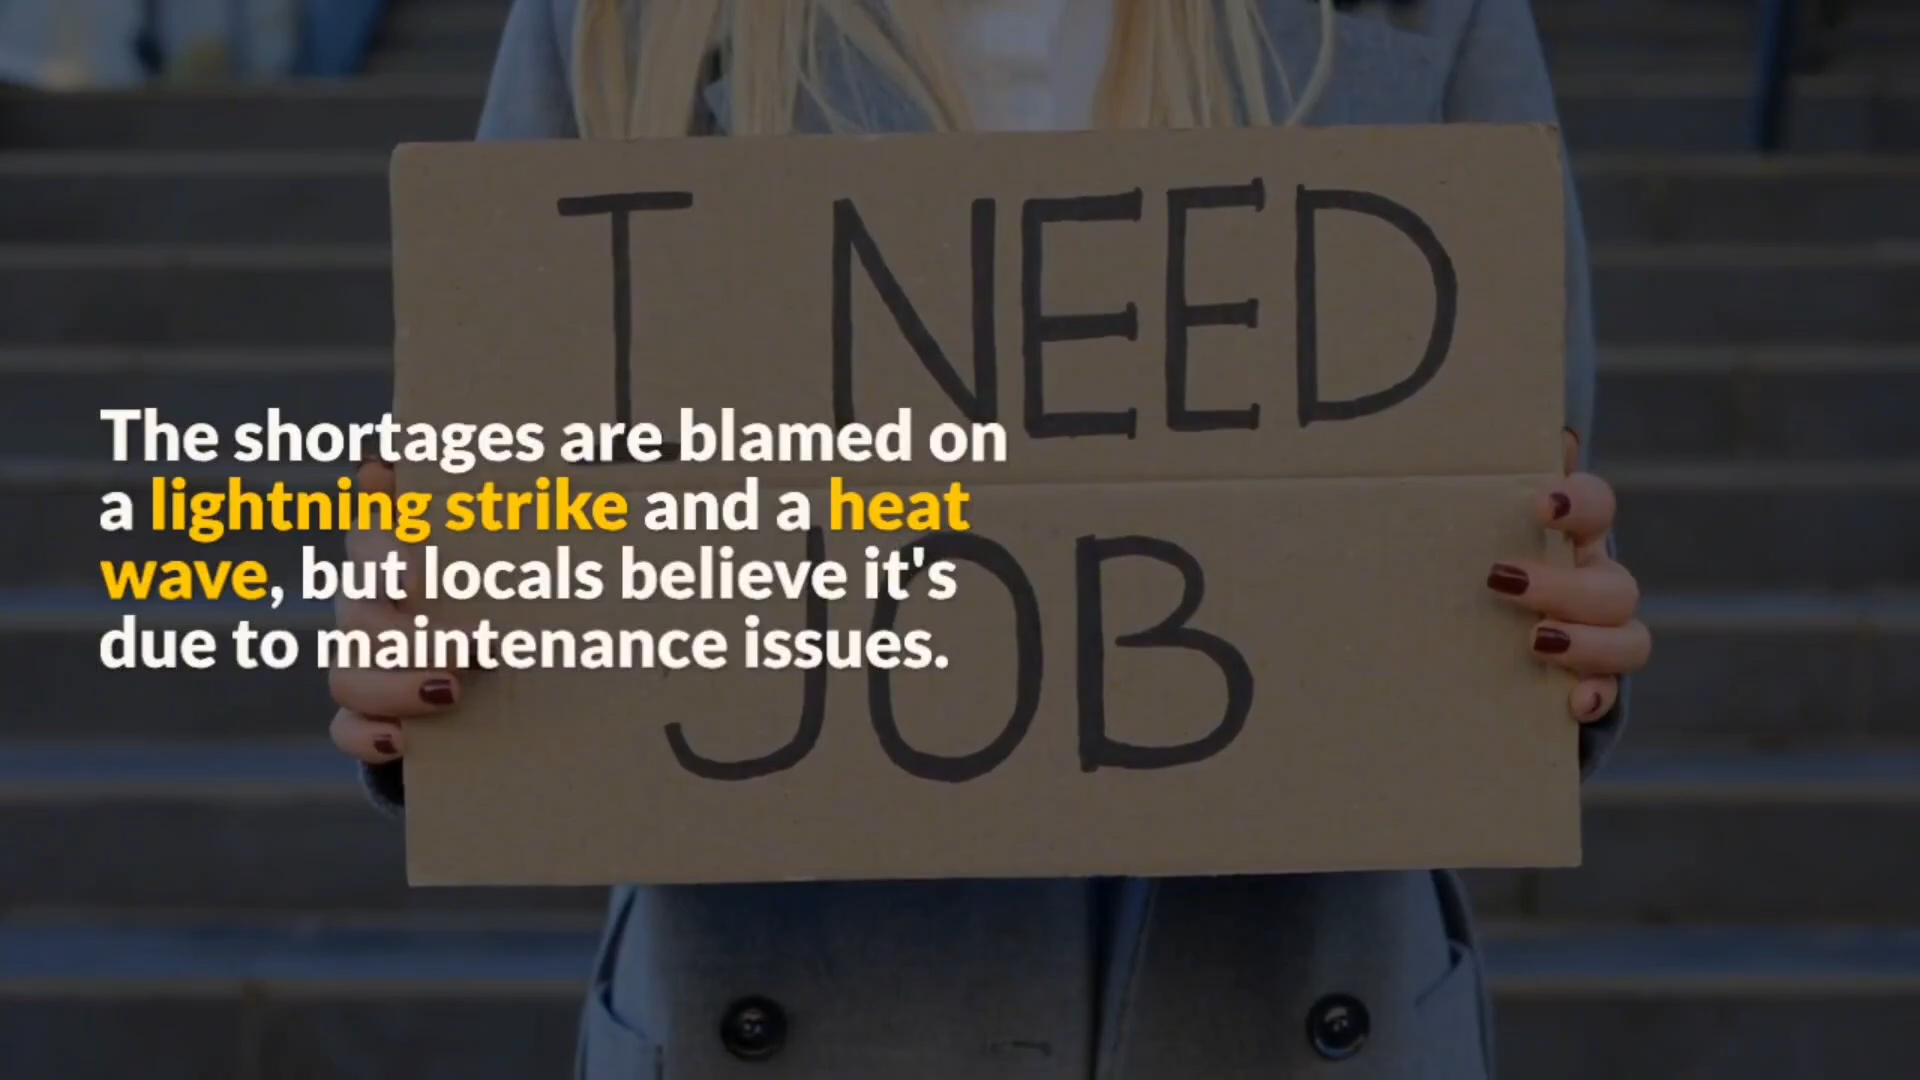 I NEED
JOB
The shortages are blamed on
a lightning strike and a heat
wave, but locals believe it's
due to maintenance issues.